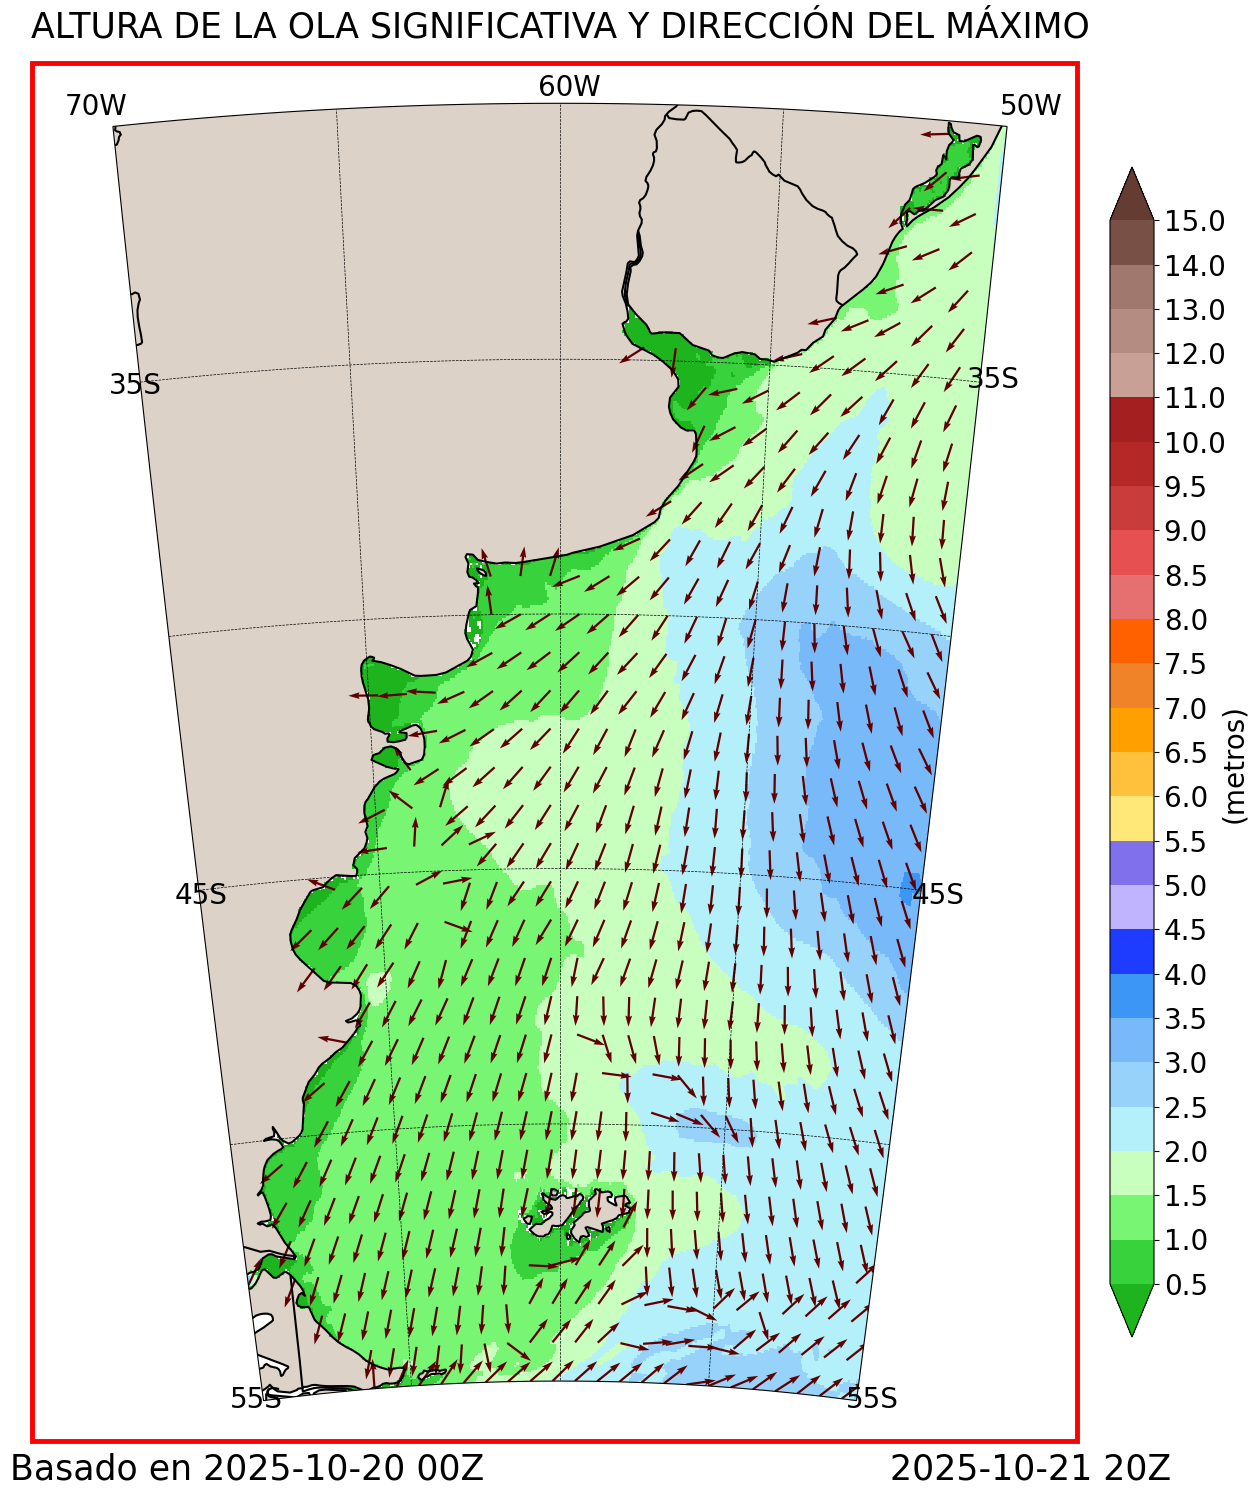 ALTURA DE LA OLA SIGNIFICATIVA Y DIRECCIÓN DEL MÁXIMO
70W
60W
50W
35S
35S
45S
45S
55S
55S
15.0
14.0
13.0
12.0
11.0
10.0
9.5
9.0
8.5
8.0
7.5
7.0
6.5
6.0
5.5
5.0
4.5
4.0
3.5
3.0
2.5
2.0
1.5
1.0
0.5
(metros)
Basado en 2025-10-20 00Z
2025-10-21 20Z